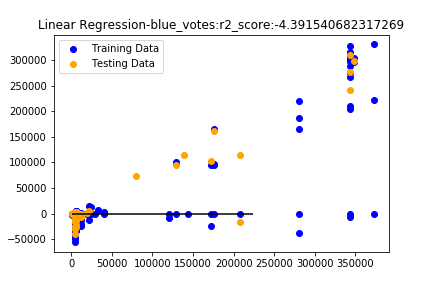 Linear Regression-blue_votes:r2_score:-4.391540682317269
Training Data
Testing Data
300000
250000
200000
150000
100000
50000
0
−50000
0 50000 100000 150000 200000 250000 300000 350000